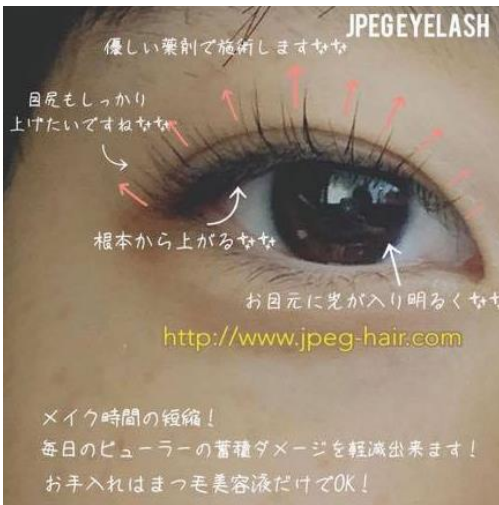 JPEGEYELASH
優しい薬剤で施術しますなな
目尻もしっかり
上げたいですねなな
根本から上がるなな
お目元に光が入り明るくなな
http://www.jpeg-hair.com
メイク時間の短縮！
毎日のビューラーの蓄積ダメージを軽減出来ます！
お手入れはまつ毛美容液だけでOK！